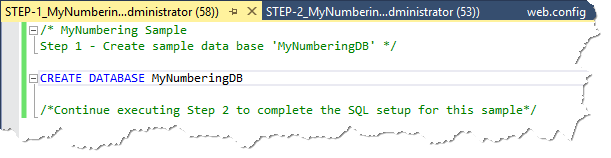 STEP-1_MyNumberin...dministrator (58)) STEP-2_MyNumberin...dministrator (53)) web.config
/* MyNumbering Sample
Step 1 - Create sample data base 'MyNumberingDB' */
CREATE DATABASE MyNumberingDB
/*Continue executing Step 2 to complete the SQL setup for this sample*/